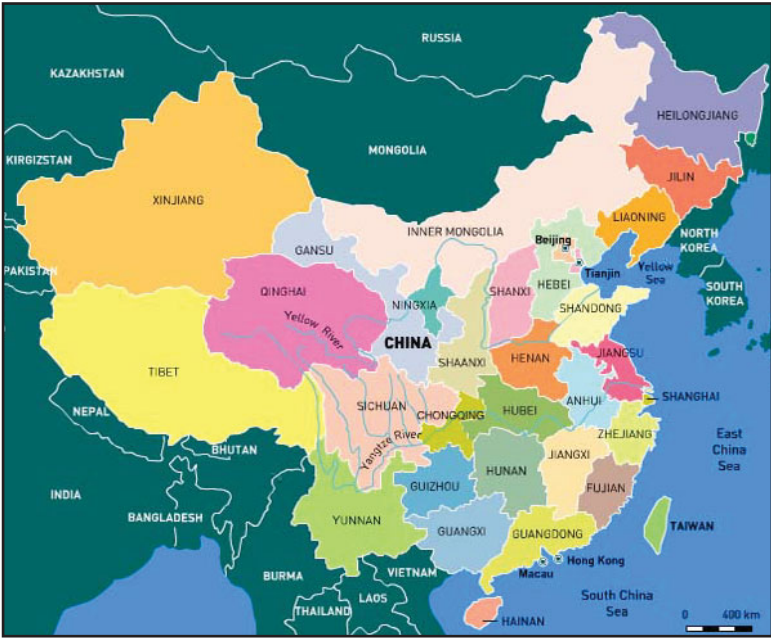 RUSSIA
KAZAKHSTAN
HEILONGJIANG
MONGOLIA
KIRGIZSTAN
JILIN
XINJIANG
LIAONING
INNER MONGOLIA
Beijing
NORTH
KOREA
GANSU
Tianjin
Yellow
Sea
PAKISTAN
QINGHAI
NINGXIA
SHANXI
HEBEI
SOUTH
KOREA
SHANDONG
Yellow River
CHINA
SHAANXI
HENAN
JIANGSU
TIBET
SICHUAN
CHONGQING
HUBEI
ANHUI
SHANGHAI
NEPAL
Yangtze River
ZHEJIANG
BHUTAN
East
China
Sea
JIANGXI
HUNAN
INDIA
GUIZHOU
FUJIAN
BANGLADESH
YUNNAN
GUANGXI
GUANGDONG
TAIWAN
Hong Kong
Macau
BURMA
VIETNAM
LAOS
THAILAND
South China
Sea
HAINAN
0 400 km